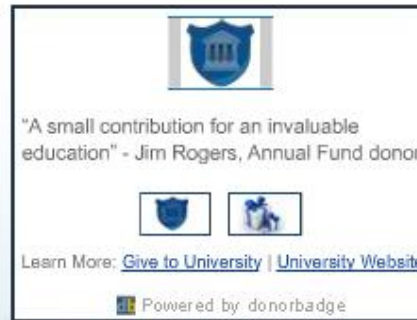 "A small contribution for an invaluable
education" - Jim Rogers, Annual Fund donor
Learn More: Give to University | University Website
Powered by donorbadge